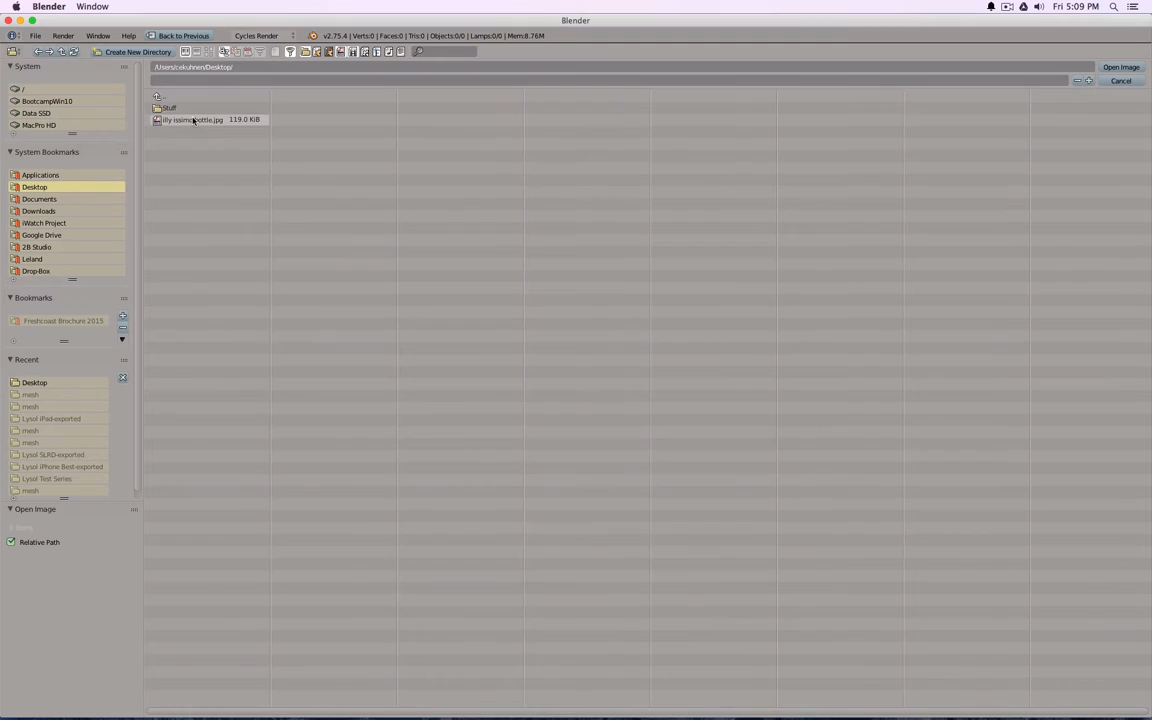 Blender Window Fri 5:09 PM
Blender
File Render Window Help Back to Previous Cycles Render v2.75.4 | Verts:0 | Faces:0 | Tris:0 | Objects:0/0 | Lamps:0/0 | Mem:8.76M
Create New Directory
System
/
BootcampWin10
Data SSD
MacPro HD
System Bookmarks
Applications
Desktop
Documents
Downloads
iWatch Project
Google Drive
2B Studio
Leland
Drop-Box
Bookmarks
Freshcoast Brochure 2015
Recent
Desktop
mesh
mesh
Lysol iPad-exported
mesh
mesh
Lysol SLRD-exported
Lysol iPhone Best-exported
Lysol Test Series
mesh
Open Image
Relative Path
/Users/cekuhnen/Desktop/ Open Image
Cancel
..
Stuff
illy issimo bottle.jpg 119.0 KiB